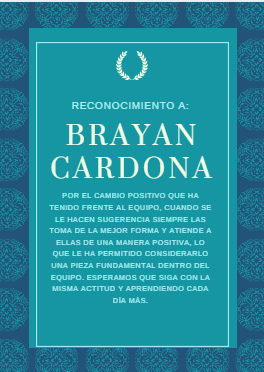 RECONOCIMIENTO A:
BRAYAN
CARDONA
POR EL CAMBIO POSITIVO QUE HA
TENIDO FRENTE AL EQUIPO, CUANDO SE
LE HACEN SUGERENCIA SIEMPRE LAS
TOMA DE LA MEJOR FORMA Y ATIENDE A
ELLAS DE UNA MANERA POSITIVA, LO
QUE LE HA PERMITIDO CONSIDERARLO
UNA PIEZA FUNDAMENTAL DENTRO DEL
EQUIPO. ESPERAMOS QUE SIGA CON LA
MISMA ACTITUD Y APRENDIENDO CADA
DÍA MÁS.